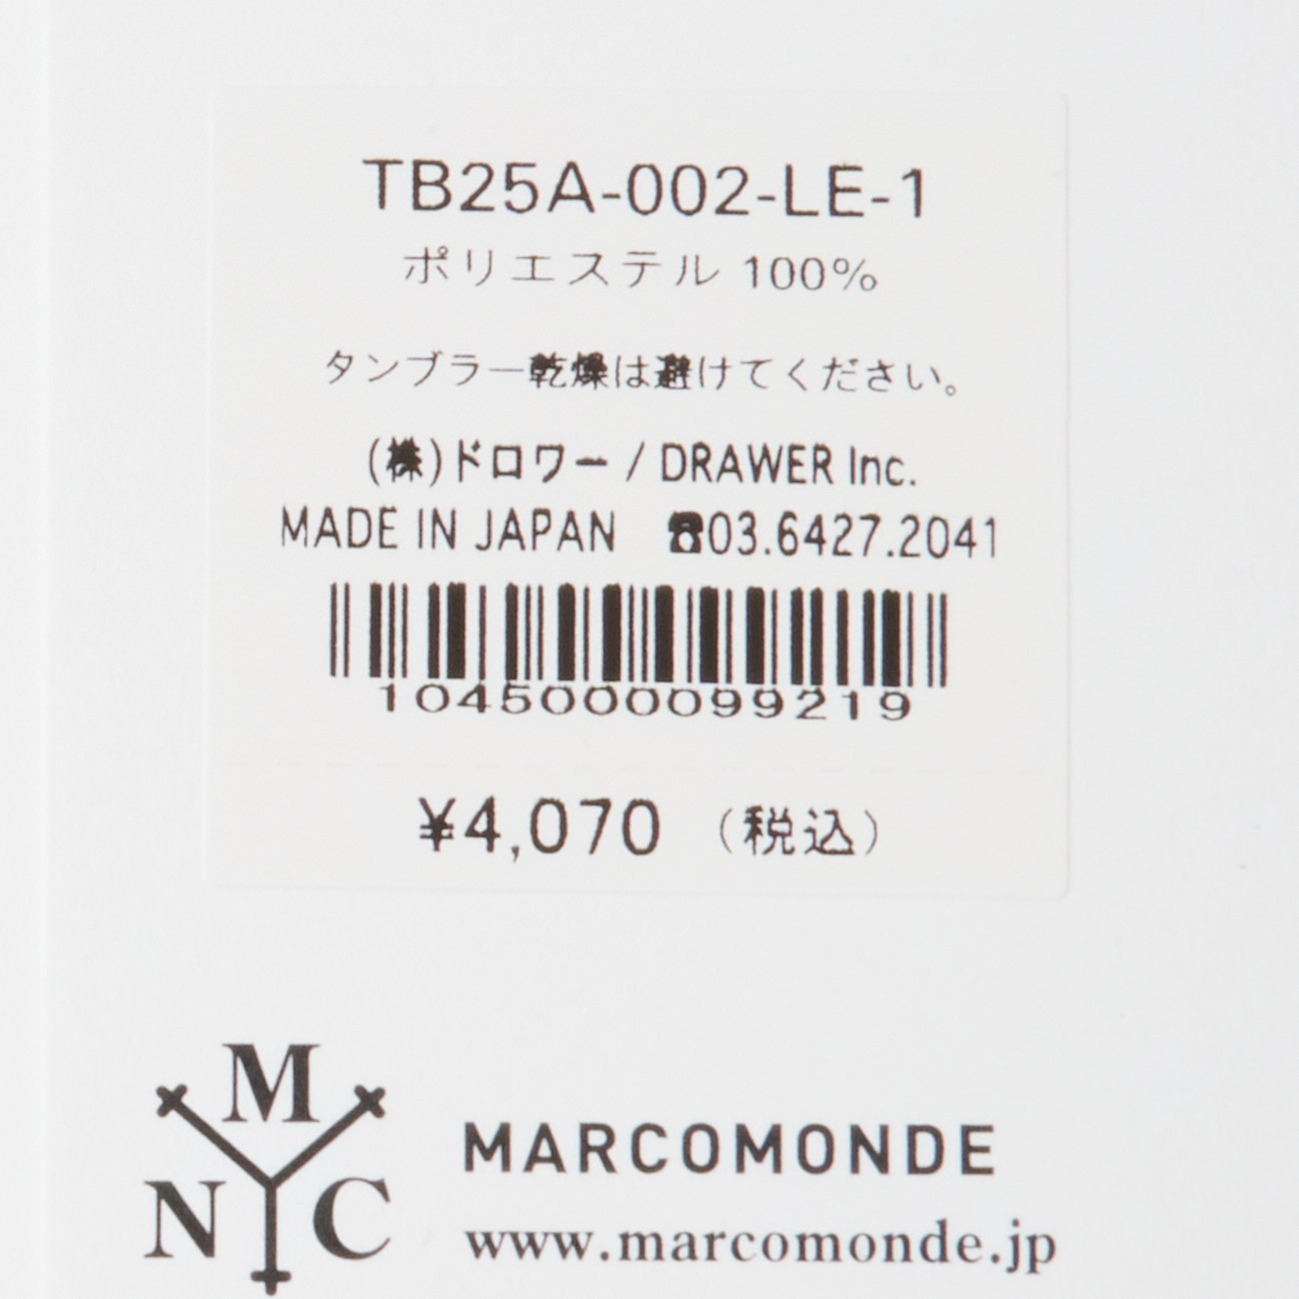 TB25A-002-LE-1
ポリエステル 100%
タンブラー乾燥は避けてください。
(株)ドロワー / DRAWER Inc.
MADE IN JAPAN ☎03.6427.2041
1045000099219
¥4,070 (税込)
M
N C
MARCOMONDE
www.marcomonde.jp